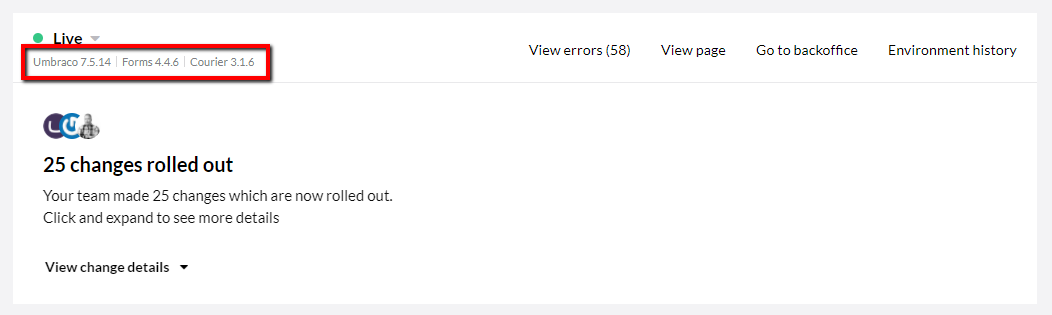 Live
View errors (58) View page Go to backoffice Environment history
Umbraco 7.5.14 | Forms 4.4.6 | Courier 3.1.6
25 changes rolled out
Your team made 25 changes which are now rolled out.
Click and expand to see more details
View change details